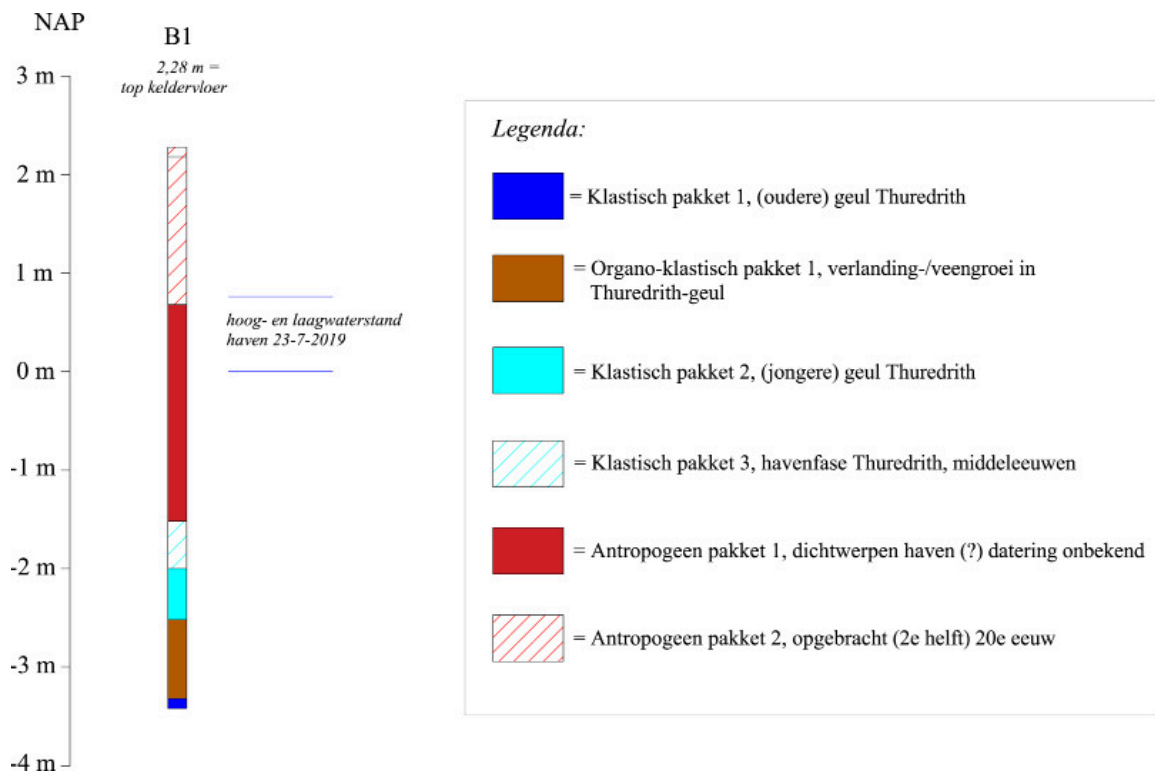 NAP
B1
2,28 m =
top keldervloer
3 m
2 m
1 m
0 m
-1 m
-2 m
-3 m
-4 m
hoog- en laagwaterstand
haven 23-7-2019
Legenda:
= Klastisch pakket 1, (oudere) geul Thuredrith
= Organo-klastisch pakket 1, verlanding-/veengroei in
Thuredrith-geul
= Klastisch pakket 2, (jongere) geul Thuredrith
= Klastisch pakket 3, havenfase Thuredrith, middeleeuwen
= Antropogeen pakket 1, dichtwerpen haven (?) datering onbekend
= Antropogeen pakket 2, opgebracht (2e helft) 20e eeuw